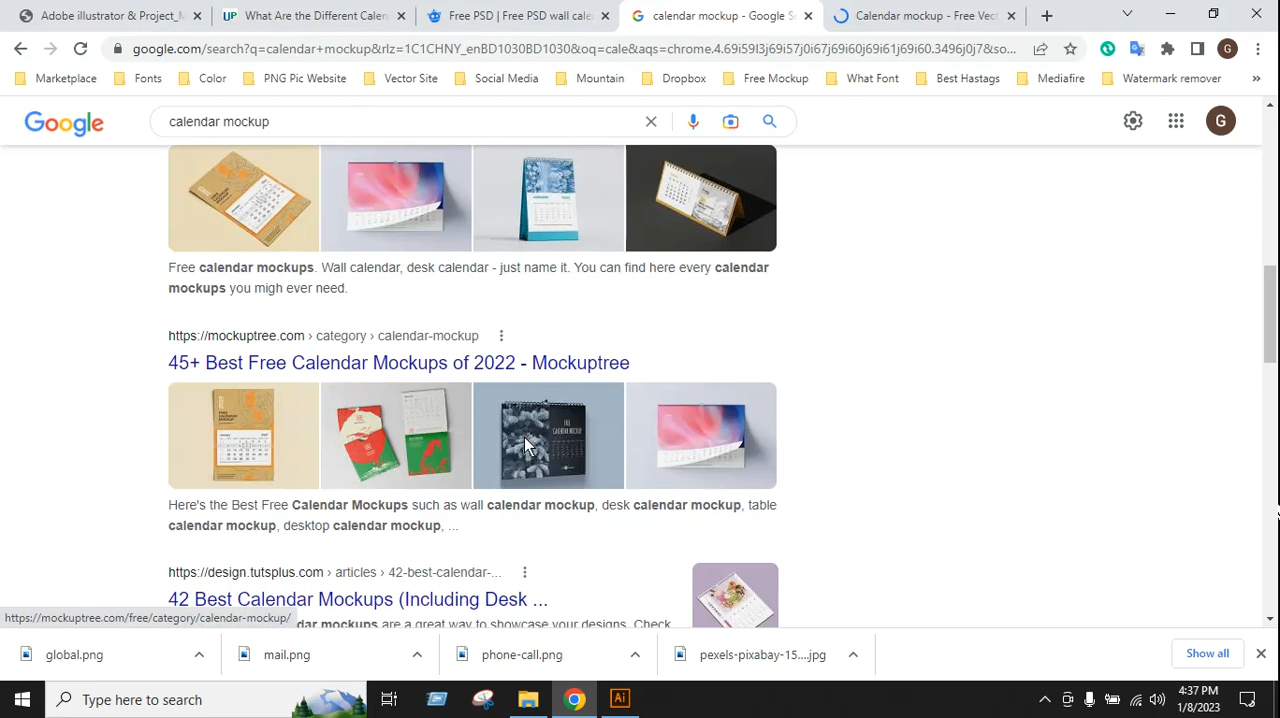 Adobe illustrator & Project_M
What Are the Different Calen
Free PSD | Free PSD wall cale
calendar mockup - Google Se
Calendar mockup - Free Vect
google.com/search?q=calendar+mockup&rlz=1C1CHNY_enBD1030BD1030&oq=cale&aqs=chrome.4.69i59l3j69i57j0i67j69i60j69i61j69i60.3496j0j7&so...
G
Marketplace
Fonts
Color
PNG Pic Website
Vector Site
Social Media
Mountain
Dropbox
Free Mockup
What Font
Best Hastags
Mediafire
Watermark remover
»
Google
calendar mockup
G
Free calendar mockups. Wall calendar, desk calendar - just name it. You can find here every calendar
mockups you migh ever need.
https://mockuptree.com › category › calendar-mockup
45+ Best Free Calendar Mockups of 2022 - Mockuptree
FREE
CALENDAR MOCKUP
Here's the Best Free Calendar Mockups such as wall calendar mockup, desk calendar mockup, table
calendar mockup, desktop calendar mockup, ...
https://design.tutsplus.com › articles › 42-best-calendar-...
42 Best Calendar Mockups (Including Desk ...
https://mockuptree.com/free/category/calendar-mockup/
dar mockups are a great way to showcase your designs. Check
global.png
mail.png
phone-call.png
pexels-pixabay-15....jpg
Show all
Type here to search
Ai
4:37 PM
1/8/2023